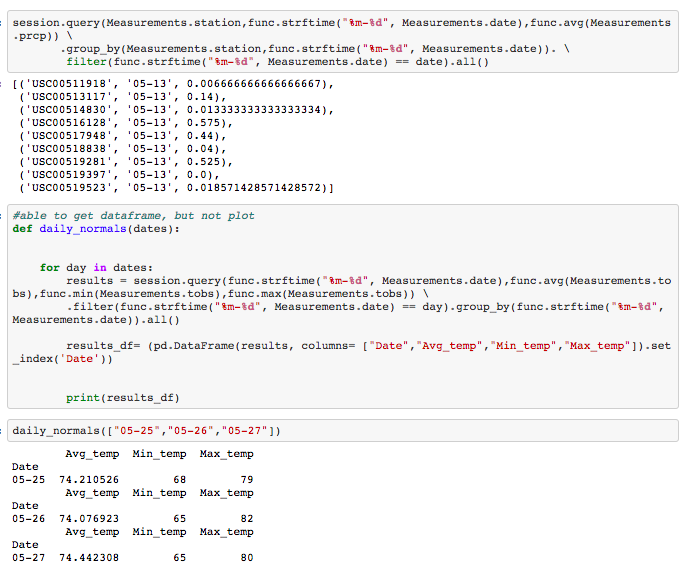 session.query(Measurements.station,func.strftime("%m-%d", Measurements.date),func.avg(Measurements
.prcp)) \
.group_by(Measurements.station,func.strftime("%m-%d", Measurements.date)). \
filter(func.strftime("%m-%d", Measurements.date) == date).all()
[('USC00511918', '05-13', 0.006666666666666667),
('USC00513117', '05-13', 0.14),
('USC00514830', '05-13', 0.013333333333333334),
('USC00516128', '05-13', 0.575),
('USC00517948', '05-13', 0.44),
('USC00518838', '05-13', 0.04),
('USC00519281', '05-13', 0.525),
('USC00519397', '05-13', 0.0),
('USC00519523', '05-13', 0.018571428571428572)]
#able to get dataframe, but not plot
def daily_normals(dates):
for day in dates:
results = session.query(func.strftime("%m-%d", Measurements.date),func.avg(Measurements.to
bs),func.min(Measurements.tobs),func.max(Measurements.tobs)) \
.filter(func.strftime("%m-%d", Measurements.date) == day).group_by(func.strftime("%m-%d",
Measurements.date)).all()
results_df= (pd.DataFrame(results, columns= ["Date","Avg_temp","Min_temp","Max_temp"]).set
_index('Date'))
print(results_df)
daily_normals(["05-25","05-26","05-27"])
Avg_temp Min_temp Max_temp
Date
05-25 74.210526 68 79
Avg_temp Min_temp Max_temp
Date
05-26 74.076923 65 82
Avg_temp Min_temp Max_temp
Date
05-27 74.442308 65 80